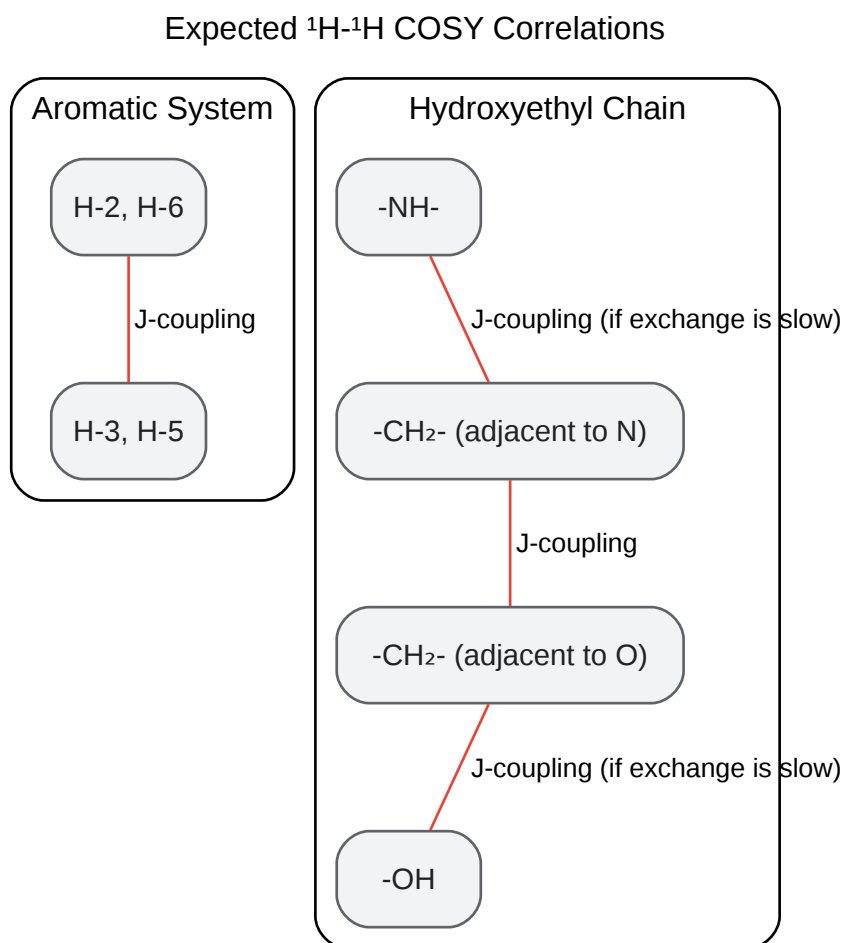 Expected ¹H-¹H COSY Correlations
Aromatic System
H-2, H-6
J-coupling
H-3, H-5
Hydroxyethyl Chain
-NH-
J-coupling (if exchange is slow)
-CH₂- (adjacent to N)
J-coupling
-CH₂- (adjacent to O)
J-coupling (if exchange is slow)
-OH